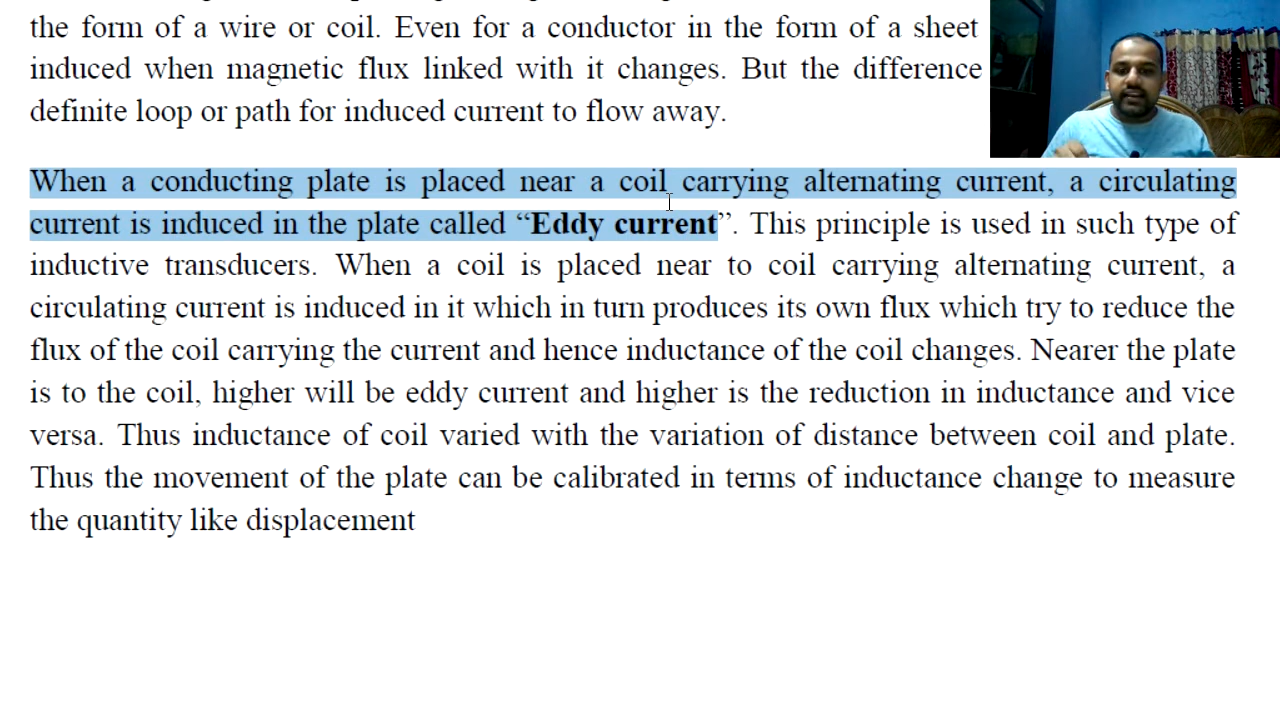 the form of a wire or coil. Even for a conductor in the form of a sheet
induced when magnetic flux linked with it changes. But the difference
definite loop or path for induced current to flow away.
When a conducting plate is placed near a coil carrying alternating current, a circulating
current is induced in the plate called “Eddy current”. This principle is used in such type of
inductive transducers. When a coil is placed near to coil carrying alternating current, a
circulating current is induced in it which in turn produces its own flux which try to reduce the
flux of the coil carrying the current and hence inductance of the coil changes. Nearer the plate
is to the coil, higher will be eddy current and higher is the reduction in inductance and vice
versa. Thus inductance of coil varied with the variation of distance between coil and plate.
Thus the movement of the plate can be calibrated in terms of inductance change to measure
the quantity like displacement